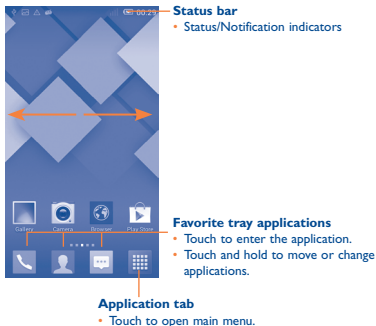 00:29
Status bar
• Status/Notification indicators
Gallery Camera Browser Play Store
Favorite tray applications
• Touch to enter the application.
• Touch and hold to move or change
applications.
Application tab
• Touch to open main menu.